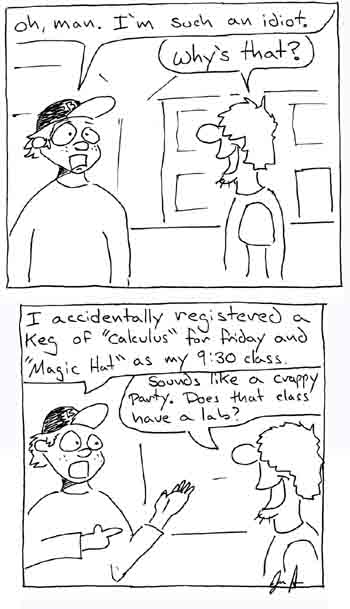 oh, man. I'm such an idiot.
why's that?
I accidentally registered a
Keg of "Calculus" for friday and
"Magic Hat" as my 9:30 class.
Sounds like a crappy
Party. Does that class
have a lab?